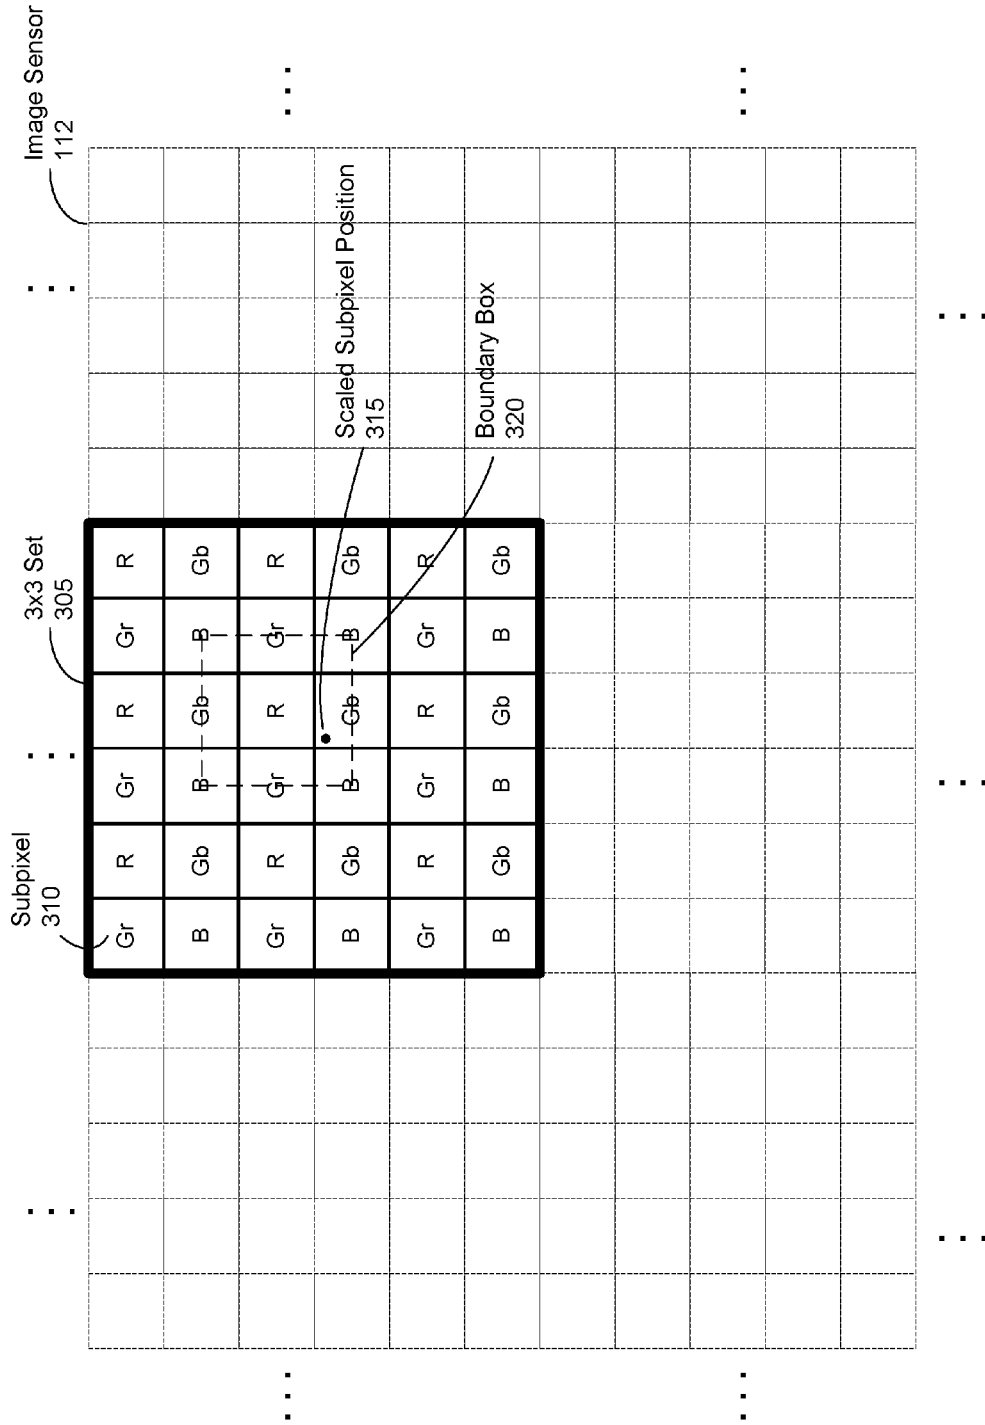 Subpixel
310
3x3 Set
305
Image Sensor
112
Gr R Gr R Gr R
B Gb B Gb B Gb
Gr R Gr R Gr R
B Gb B Gb B Gb
Gr R Gr R Gr R
B Gb B Gb B Gb
Scaled Subpixel Position
315
Boundary Box
320